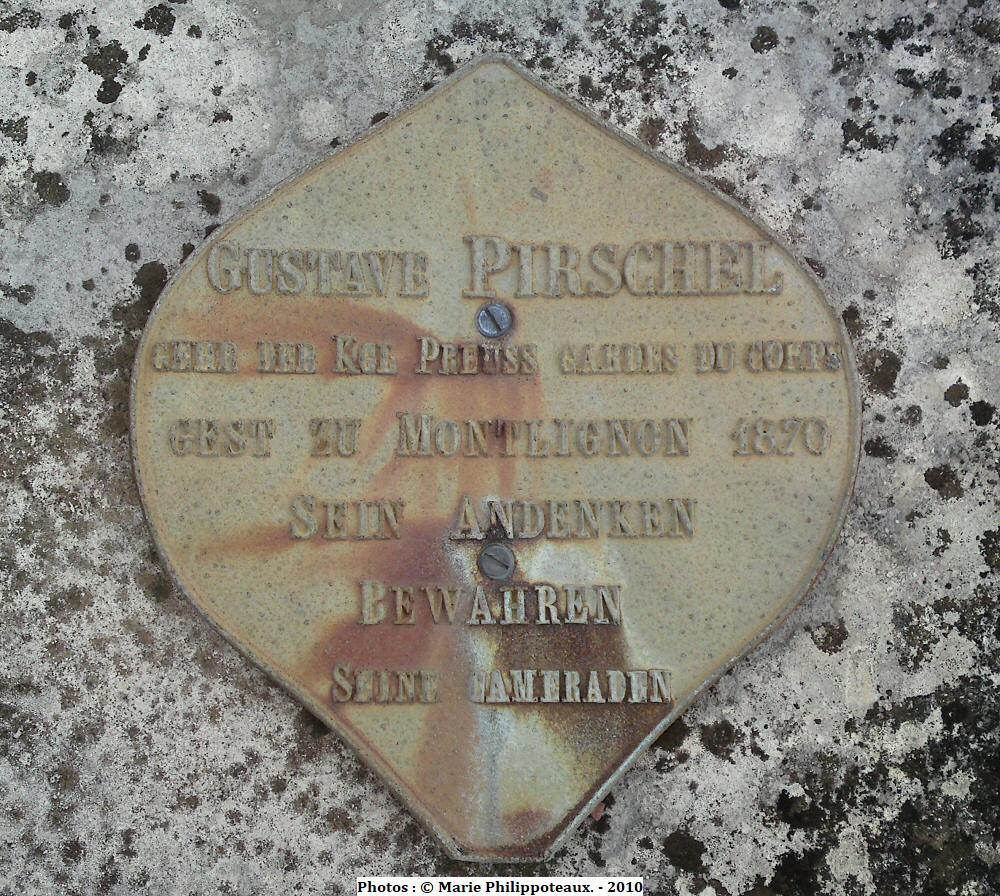 GUSTAVE PIRSCHEL
GEHR DER KGL PREUSS GARDES DU CORPS
GEST ZU MONTLIGNON 1870
SEIN ANDENKEN
BEWAHREN
SEINE CAMERADEN
Photos : © Marie Philippoteaux. - 2010